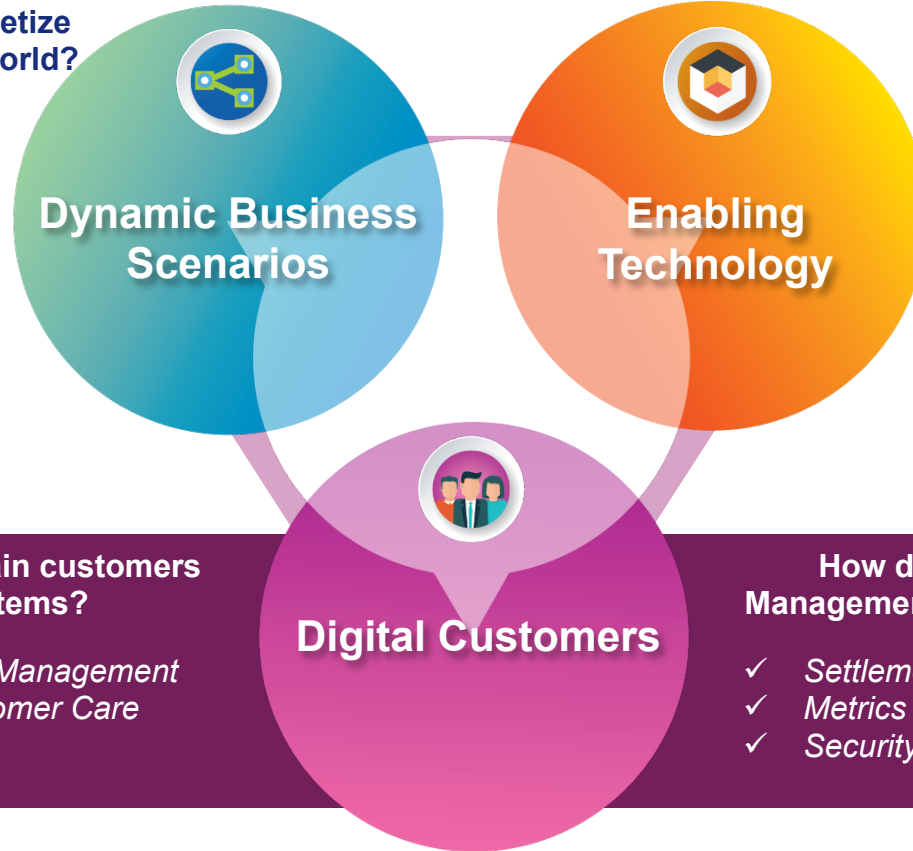 etize
orld?
Dynamic Business
Scenarios
Enabling
Technology
ain customers
tems?
Management
omer Care
Digital Customers
How d
Managemen
✓ Settlem
✓ Metrics
✓ Security